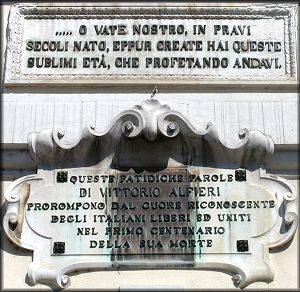 ..... O VATE NOSTRO, IN PRAVI
SECOLI NATO, EPPUR CREATE HAI QUESTE
SUBLIMI ETÁ, CHE PROFETANDO ANDAVI.
QUESTE FATIDICHE PAROLE
DI VITTORIO ALFIERI
PROROMPONO DAL CUORE RICONOSCENTE
DEGLI ITALIANI LIBERI ED UNITI
NEL PRIMO CENTENARIO
DELLA SUA MORTE